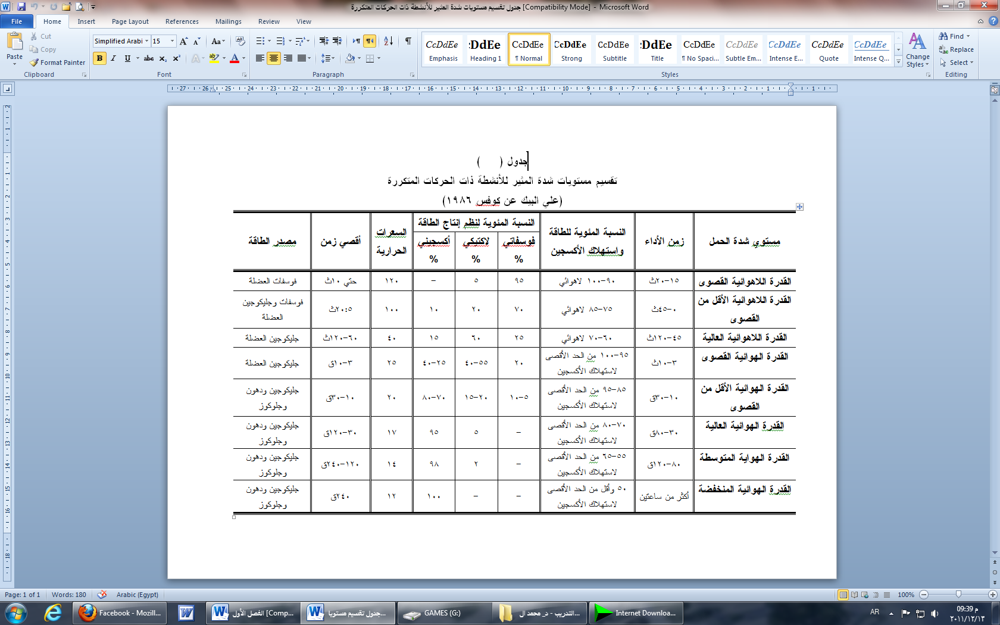 جدول تقسيم مستويات شدة المثير للأنشطة ذات الحركات المتكررة [Compatibility Mode] - Microsoft Word
File Home Insert Page Layout References Mailings Review View
Paste
Cut
Copy
Format Painter
Clipboard
Simplified Arabi 15
Font
Paragraph
CcDdEe CcDdEe CcDdEe CcDdEe CcDdEe CcDdEe CcDdEe CcDdEe CcDdEe CcDdEe CcDdEe
Emphasis Heading 1 ¶ Normal Strong Subtitle Title ¶ No Spaci... Subtle Em... Intense E... Quote Intense Q...
Styles
Change Styles
Find
Replace
Select
Editing
جدول (    )
تقسيم مستويات شدة المثير للأنشطة ذات الحركات المتكررة
(علي البيك عن كوفس ١٩٨٦)
مستوي شدة الحمل
زمن الأداء
النسبة المئوية للطاقة
واستهلاك الأكسجين
النسبة المئوية لنظم إنتاج الطاقة
فوسفاتي %
لاكتيكي %
أكسجيني %
السعرات
الحرارية
أقصي زمن
مصدر الطاقة
القدرة اللاهوائية القصوى
١٥-٢٠ث
٩٠-١٠٠ لاهوائي
٩٥
٥
–
١٢٠
حتي ١٠ث
فوسفات العضلة
القدرة اللاهوائية الأقل من
القصوى
٠-٤٥ث
٧٥-٨٥ لاهوائي
٧٠
٢٠
١٠
١٠٠
٢٠:٥ث
فوسفات وجليكوجين
العضلة
القدرة اللاهوائية العالية
٤٥-١٢٠ث
٦٠-٧٠ لاهوائي
٢٥
٦٠
١٥
٤٠
٦٠-١٢٠ث
جليكوجين العضلة
القدرة الهوائية القصوى
٣-١٠ث
٩٥-١٠٠ من الحد الأقصى
لاستهلاك الأكسجين
٢٠
٥٥-٤٠
٢٥-٤٠
٢٥
٣-١٠ق
جليكوجين العضلة
القدرة الهوائية الأقل من
القصوى
١٠-٣٠ق
٨٥-٩٥ من الحد الأقصى
لاستهلاك الأكسجين
٥-١٠
٢٠-١٥
٧٠-٨٠
٢٠
١٠-٣٠ق
جليكوجين ودهون
وجلوكوز
القدرة الهوائية العالية
٣٠-٨٠ق
٧٠-٨٠ من الحد الأقصى
لاستهلاك الأكسجين
–
٥
٩٥
١٧
٣٠-١٢٠ق
جليكوجين ودهون
وجلوكوز
القدرة الهواية المتوسطة
٨٠-١٢٠ق
٥٥-٦٥ من الحد الأقصى
لاستهلاك الأكسجين
–
٢
٩٨
١٤
١٢٠-٢٤٠ق
جليكوجين ودهون
وجلوكوز
القدرة الهوائية المنخفضة
أكثر من ساعتين
٥٠ وأقل من الحد الأقصى
لاستهلاك الأكسجين
–
–
١٠٠
١٢
٢٤٠ق
جليكوجين ودهون
وجلوكوز
Page: 1 of 1 Words: 180 Arabic (Egypt) 100%
Facebook - Mozill...
الفصل الأول [Comp...
جدول تقسيم مستويا...
GAMES (G:)
التدريب - د_ محمد ال...
Internet Downloa...
AR
09:39 م
٢٠١١/١٢/١٣